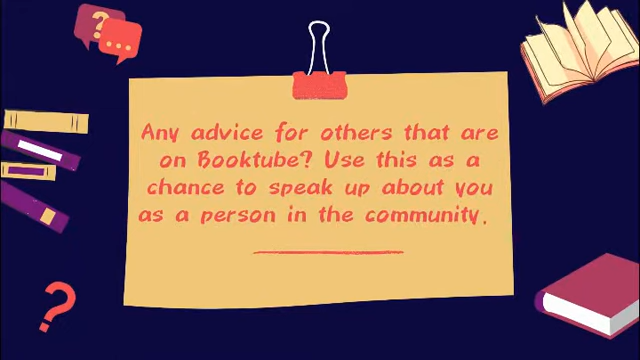 Any advice for others that are
on Booktube? Use this as a
chance to speak up about you
as a person in the community.